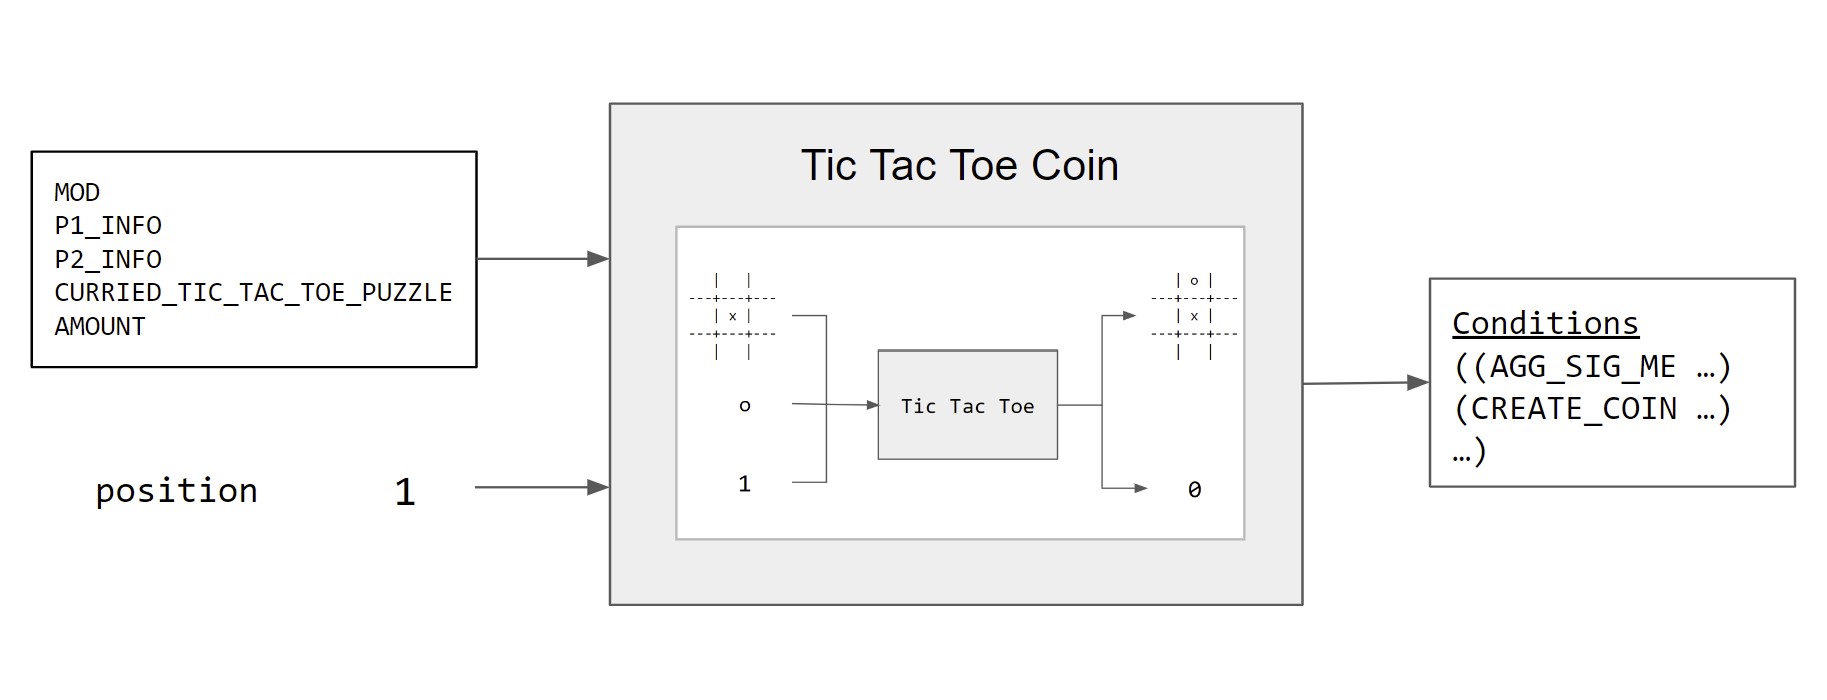 MOD
P1_INFO
P2_INFO
CURRIED_TIC_TAC_TOE_PUZZLE
AMOUNT
position 1
Tic Tac Toe Coin
| |
---+---+---
| x |
---+---+---
| |
o
1
Tic Tac Toe
| o |
---+---+---
| x |
---+---+---
| |
0
Conditions
((AGG_SIG_ME …)
(CREATE_COIN …)
…)